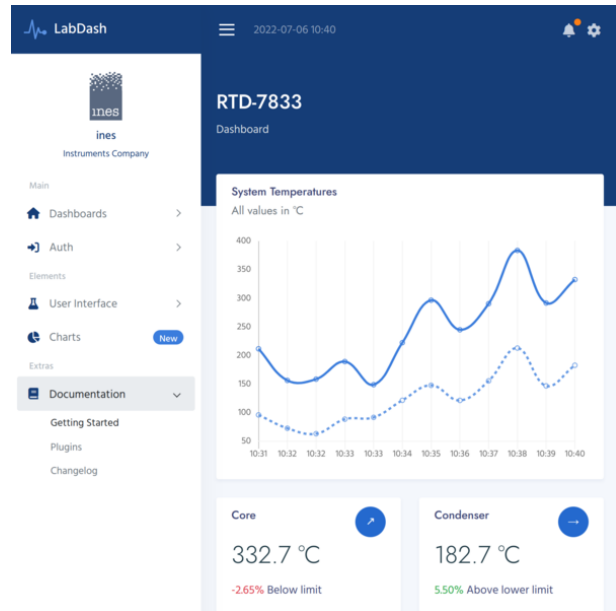 LabDash
2022-07-06 10:40
ines
ines
Instruments Company
Main
Dashboards
Auth
Elements
User Interface
Charts
New
Extras
Documentation
Getting Started
Plugins
Changelog
RTD-7833
Dashboard
System Temperatures
All values in °C
400
350
300
250
200
150
100
50
10:31 10:32 10:32 10:33 10:33 10:34 10:35 10:36 10:37 10:38 10:39 10:40
Core
332.7 °C
-2.65% Below limit
Condenser
182.7 °C
5.50% Above lower limit